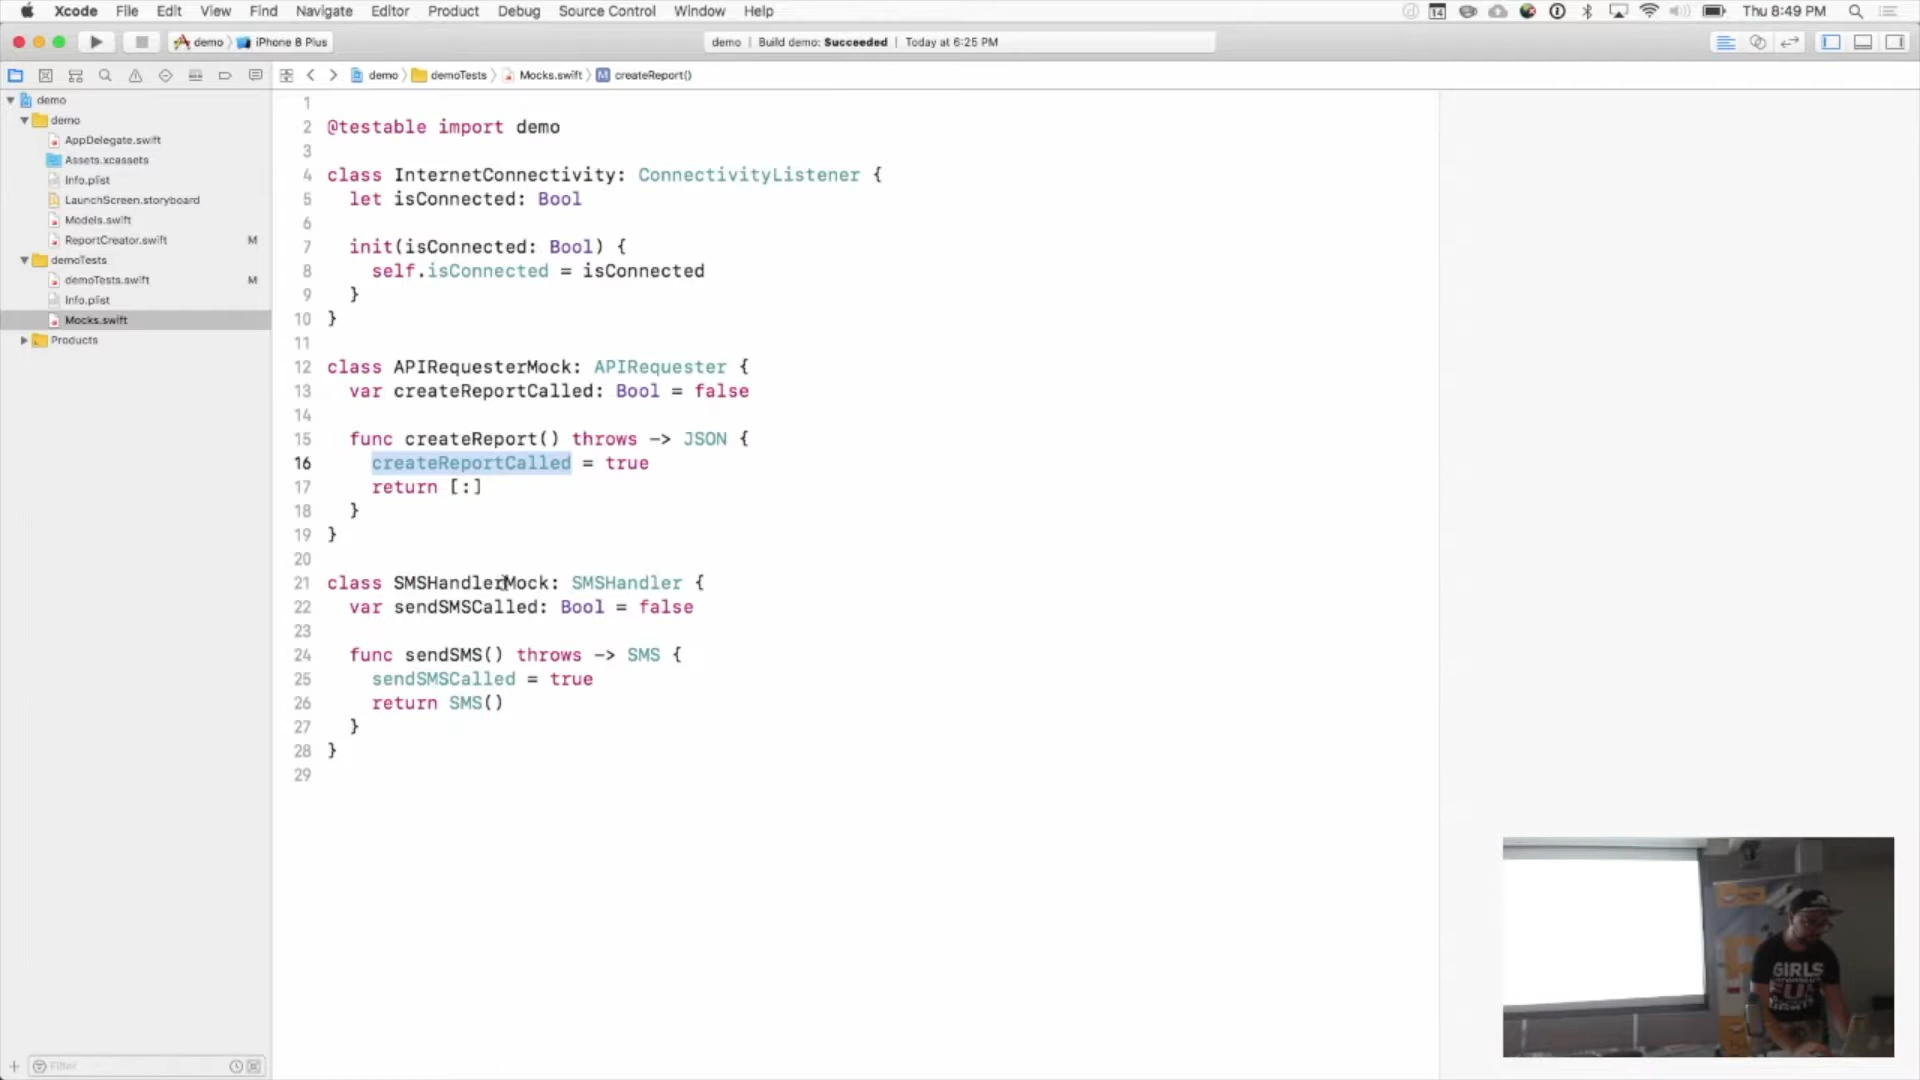 Xcode File Edit View Find Navigate Editor Product Debug Source Control Window Help
14 Thu 8:49 PM
demo iPhone 8 Plus
demo | Build demo: Succeeded | Today at 6:25 PM
demo demoTests Mocks.swift M createReport()
demo
demo
AppDelegate.swift
Assets.xcassets
Info.plist
LaunchScreen.storyboard
Models.swift
ReportCreator.swift M
demoTests
demoTests.swift M
Info.plist
Mocks.swift
Products
Filter
1
2 @testable import demo
3
4 class InternetConnectivity: ConnectivityListener {
5 let isConnected: Bool
6
7 init(isConnected: Bool) {
8 self.isConnected = isConnected
9 }
10 }
11
12 class APIRequesterMock: APIRequester {
13 var createReportCalled: Bool = false
14
15 func createReport() throws -> JSON {
16 createReportCalled = true
17 return [:]
18 }
19 }
20
21 class SMSHandlerMock: SMSHandler {
22 var sendSMSCalled: Bool = false
23
24 func sendSMS() throws -> SMS {
25 sendSMSCalled = true
26 return SMS()
27 }
28 }
29
GIRLS